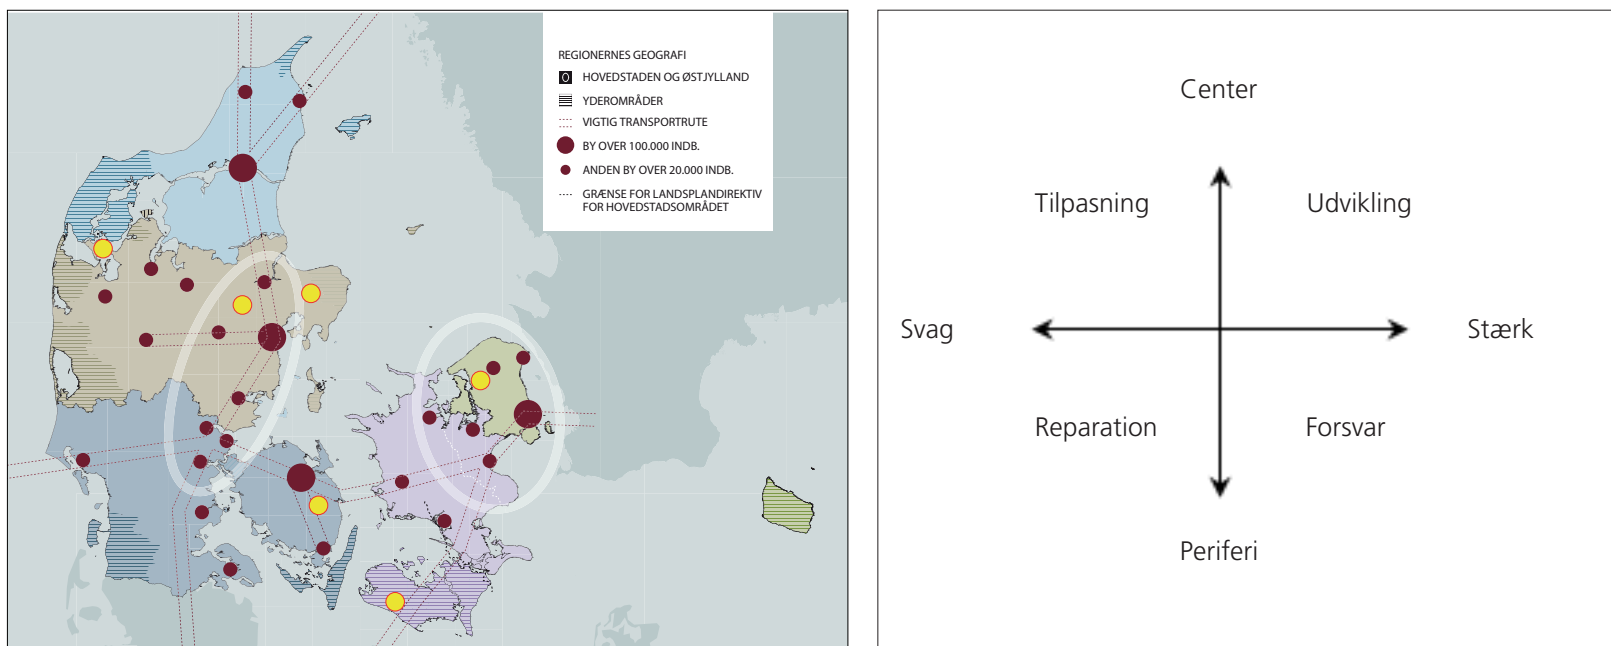 REGIONERNES GEOGRAFI
HOVEDSTADEN OG ØSTJYLLAND
YDEROMRÅDER
VIGTIG TRANSPORTRUTE
BY OVER 100.000 INDB.
ANDEN BY OVER 20.000 INDB.
GRÆNSE FOR LANDSPLANDIREKTIV
FOR HOVEDSTADSOMRÅDET
Center
Tilpasning
Udvikling
Svag
Stærk
Reparation
Forsvar
Periferi